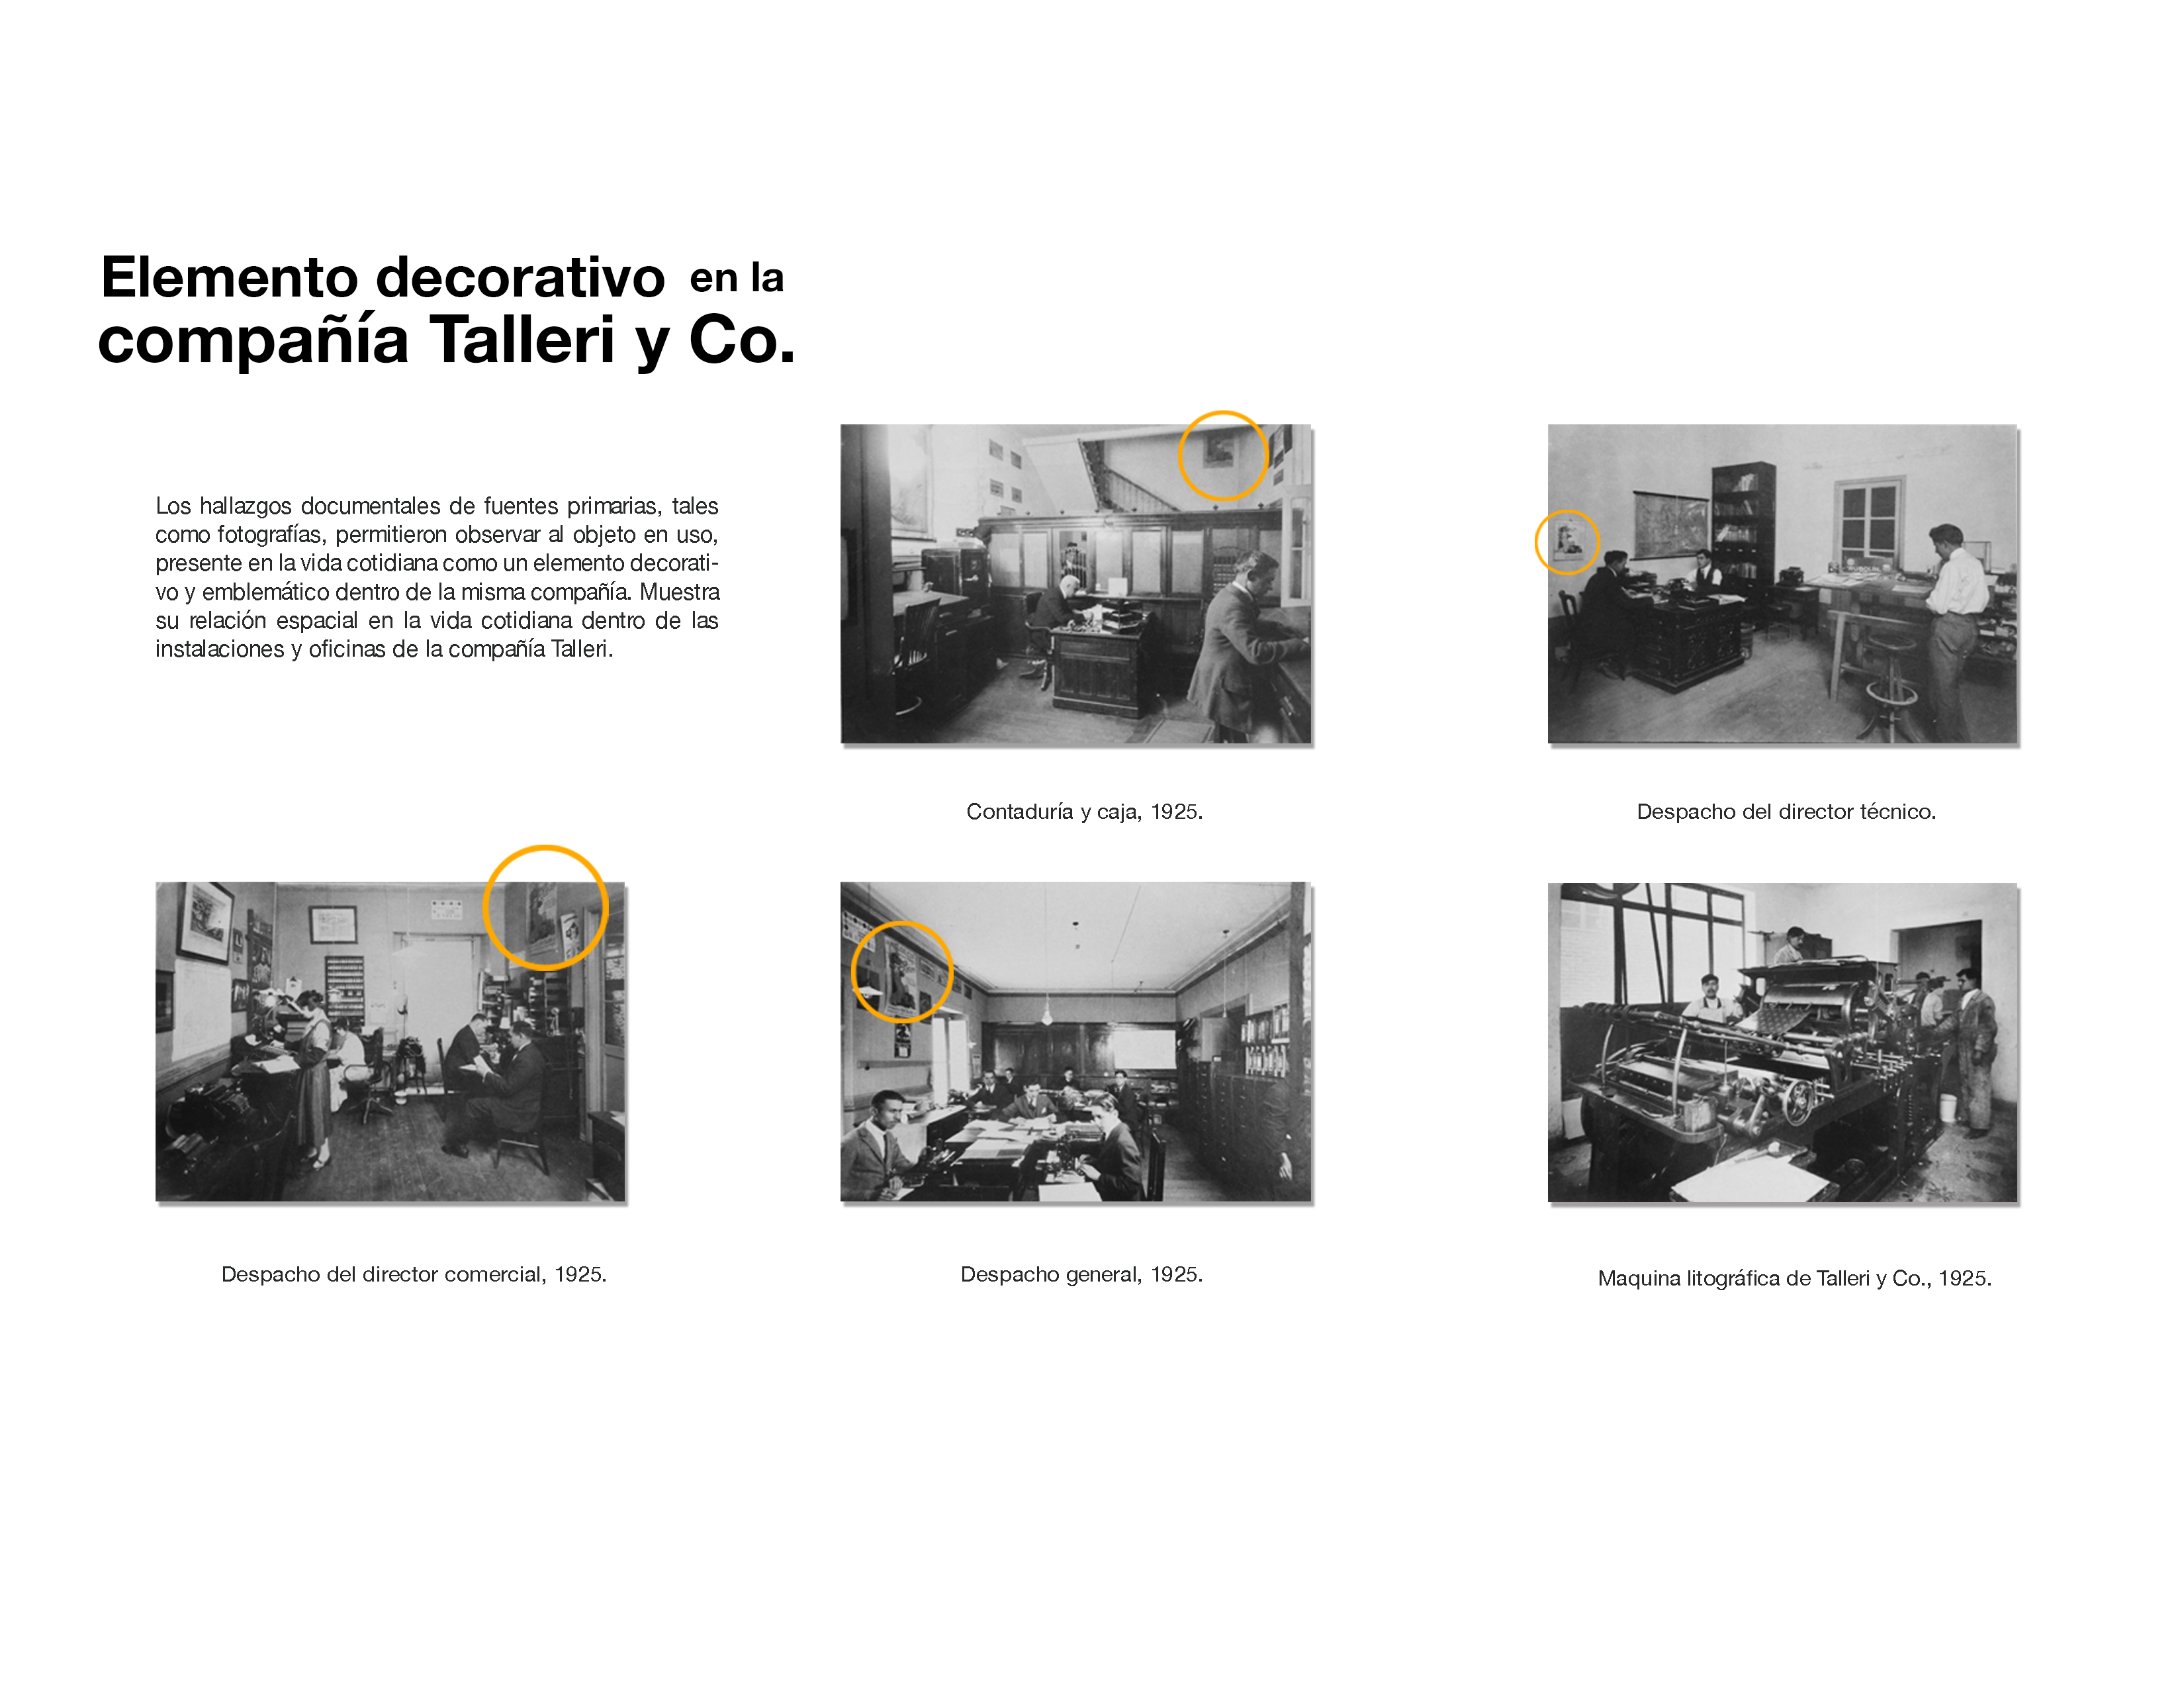 Elemento decorativo en la
compañía Talleri y Co.
Los hallazgos documentales de fuentes primarias, tales
como fotografías, permitieron observar al objeto en uso,
presente en la vida cotidiana como un elemento decorati-
vo y emblemático dentro de la misma compañía. Muestra
su relación espacial en la vida cotidiana dentro de las
instalaciones y oficinas de la compañía Talleri.
Contaduría y caja, 1925.
Despacho del director técnico.
Despacho del director comercial, 1925.
Despacho general, 1925.
Maquina litográfica de Talleri y Co., 1925.